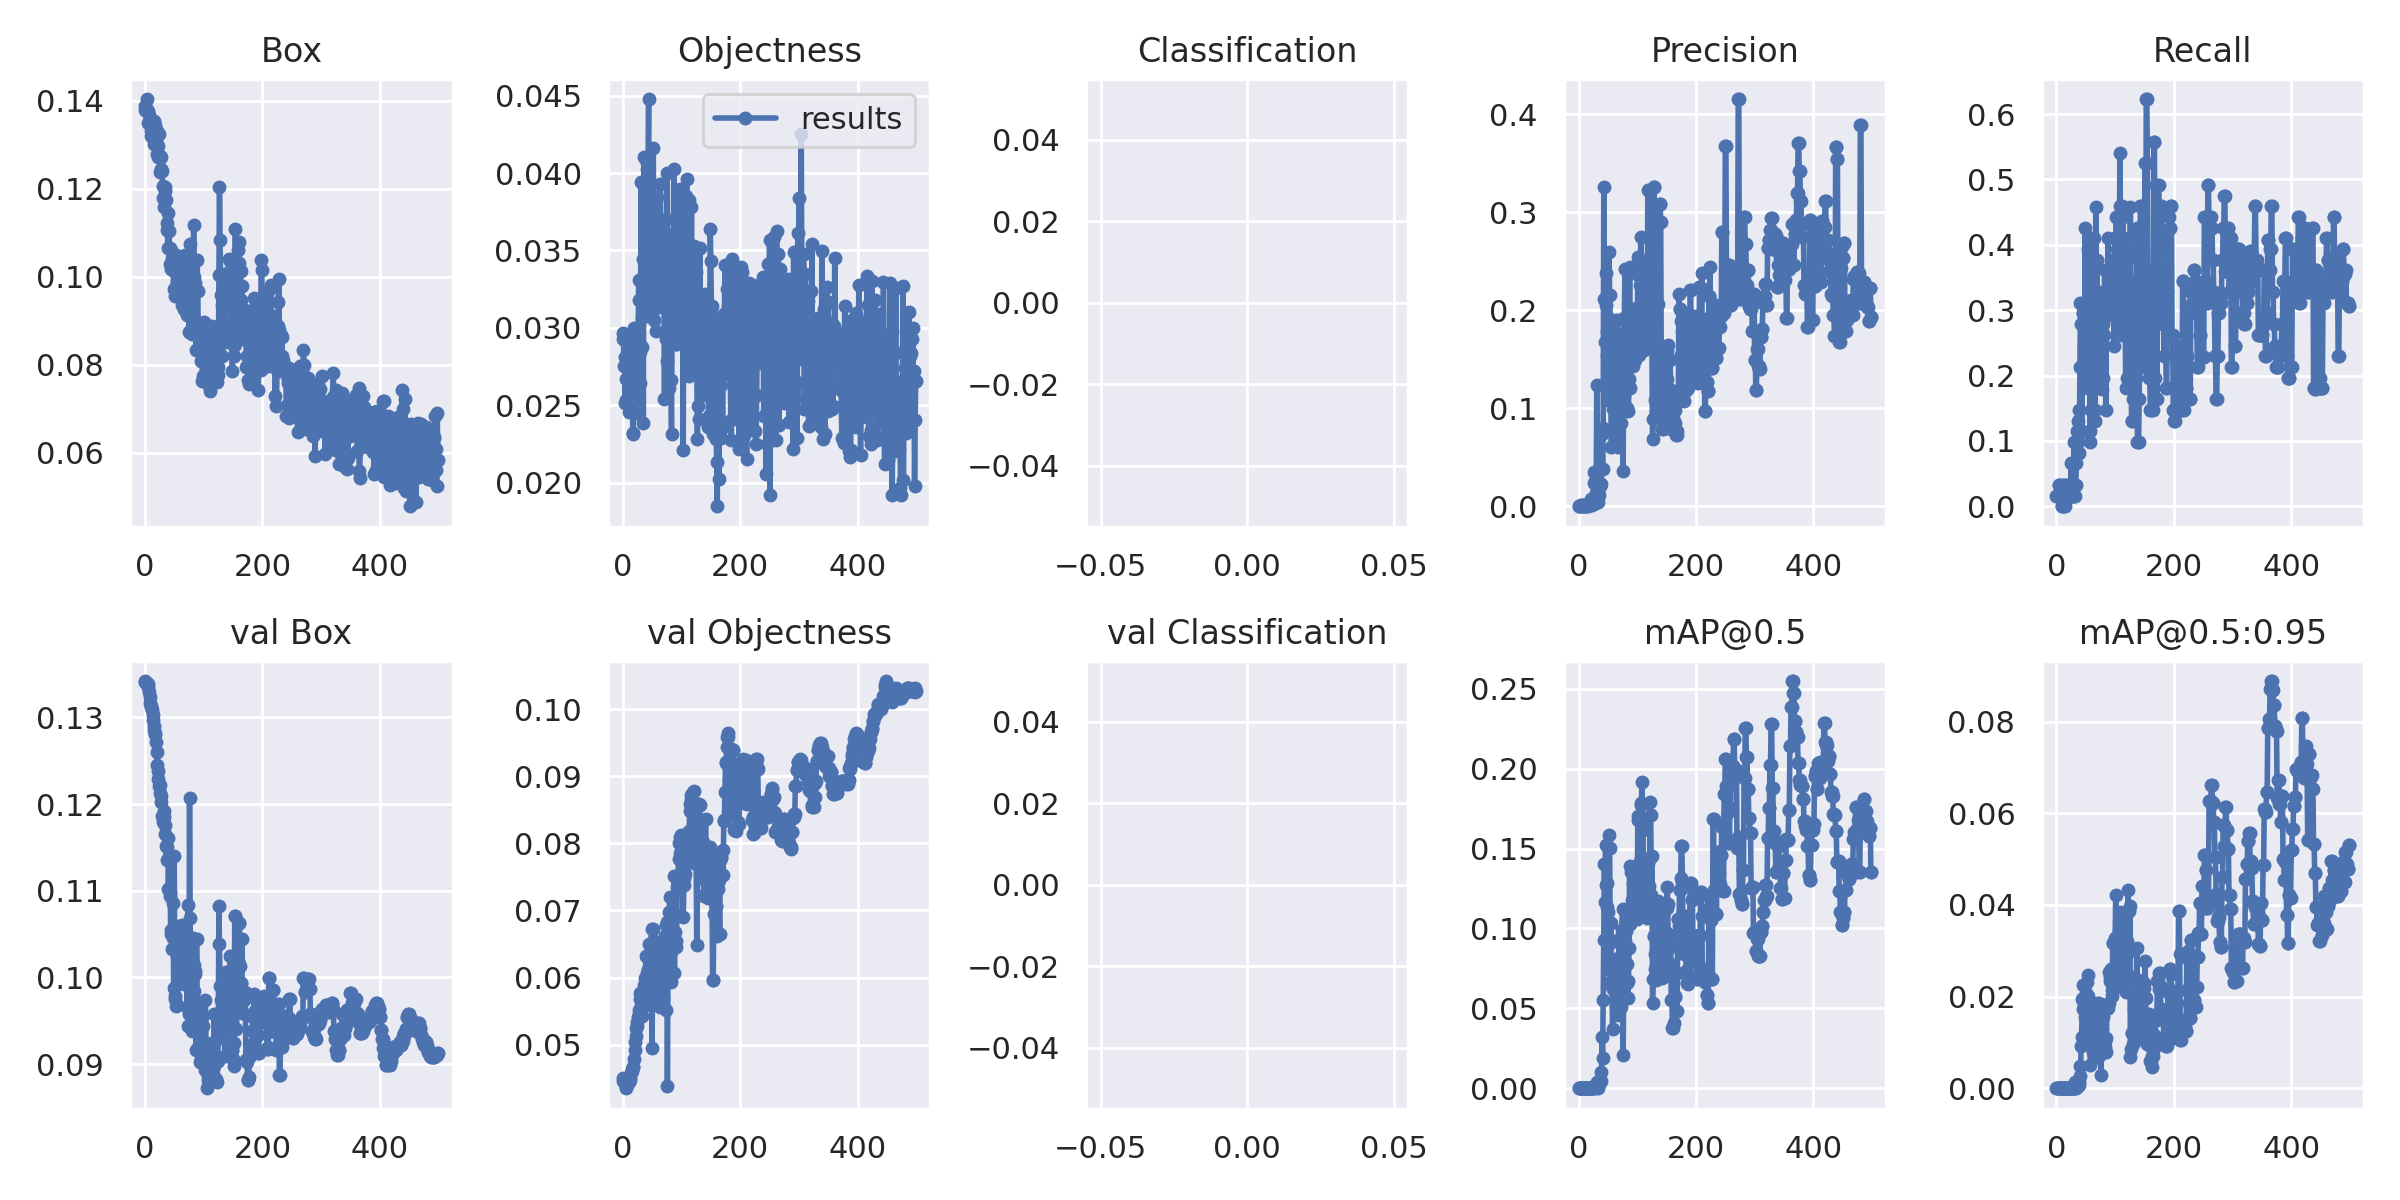 Box Objectness Classification Precision Recall
0.14 0.12 0.10 0.08 0.06
0 200 400
0.045 0.040 0.035 0.030 0.025 0.020
results
0 200 400
0.04 0.02 0.00 −0.02 −0.04
−0.05 0.00 0.05
0.4 0.3 0.2 0.1 0.0
0 200 400
0.6 0.5 0.4 0.3 0.2 0.1 0.0
0 200 400
val Box val Objectness val Classification mAP@0.5 mAP@0.5:0.95
0.13 0.12 0.11 0.10 0.09
0 200 400
0.10 0.09 0.08 0.07 0.06 0.05
0 200 400
0.04 0.02 0.00 −0.02 −0.04
−0.05 0.00 0.05
0.25 0.20 0.15 0.10 0.05 0.00
0 200 400
0.08 0.06 0.04 0.02 0.00
0 200 400